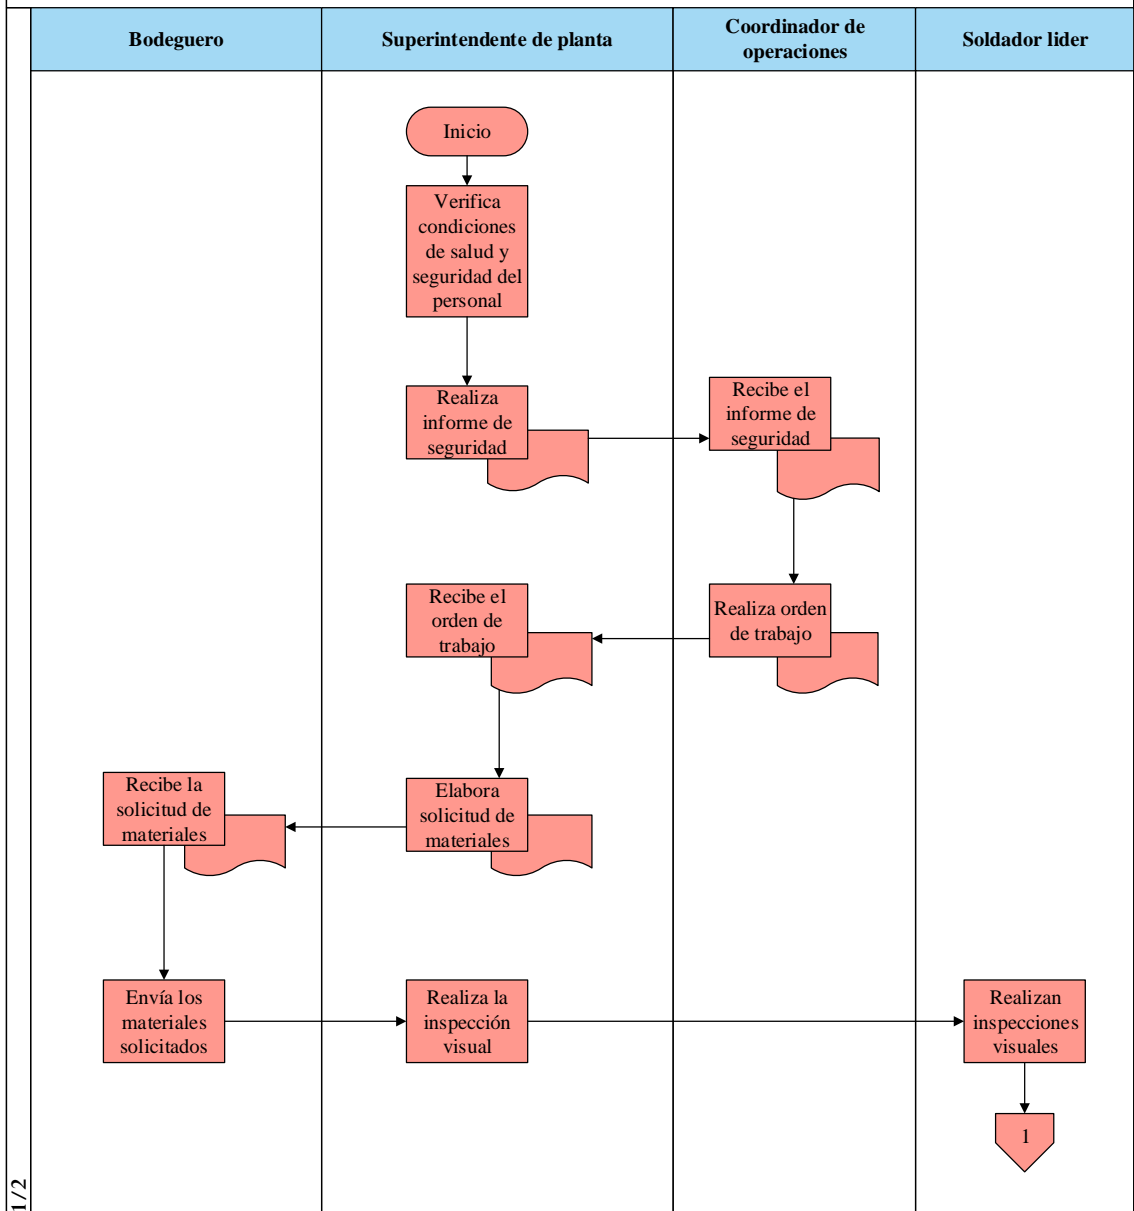 Bodeguero
Superintendente de planta
Coordinador de
operaciones
Soldador lider
Inicio
Verifica
condiciones
de salud y
seguridad del
personal
Realiza
informe de
seguridad
Recibe el
informe de
seguridad
Recibe el
orden de
trabajo
Realiza orden
de trabajo
Recibe la
solicitud de
materiales
Elabora
solicitud de
materiales
Envía los
materiales
solicitados
Realiza la
inspección
visual
Realizan
inspecciones
visuales
1
1/2